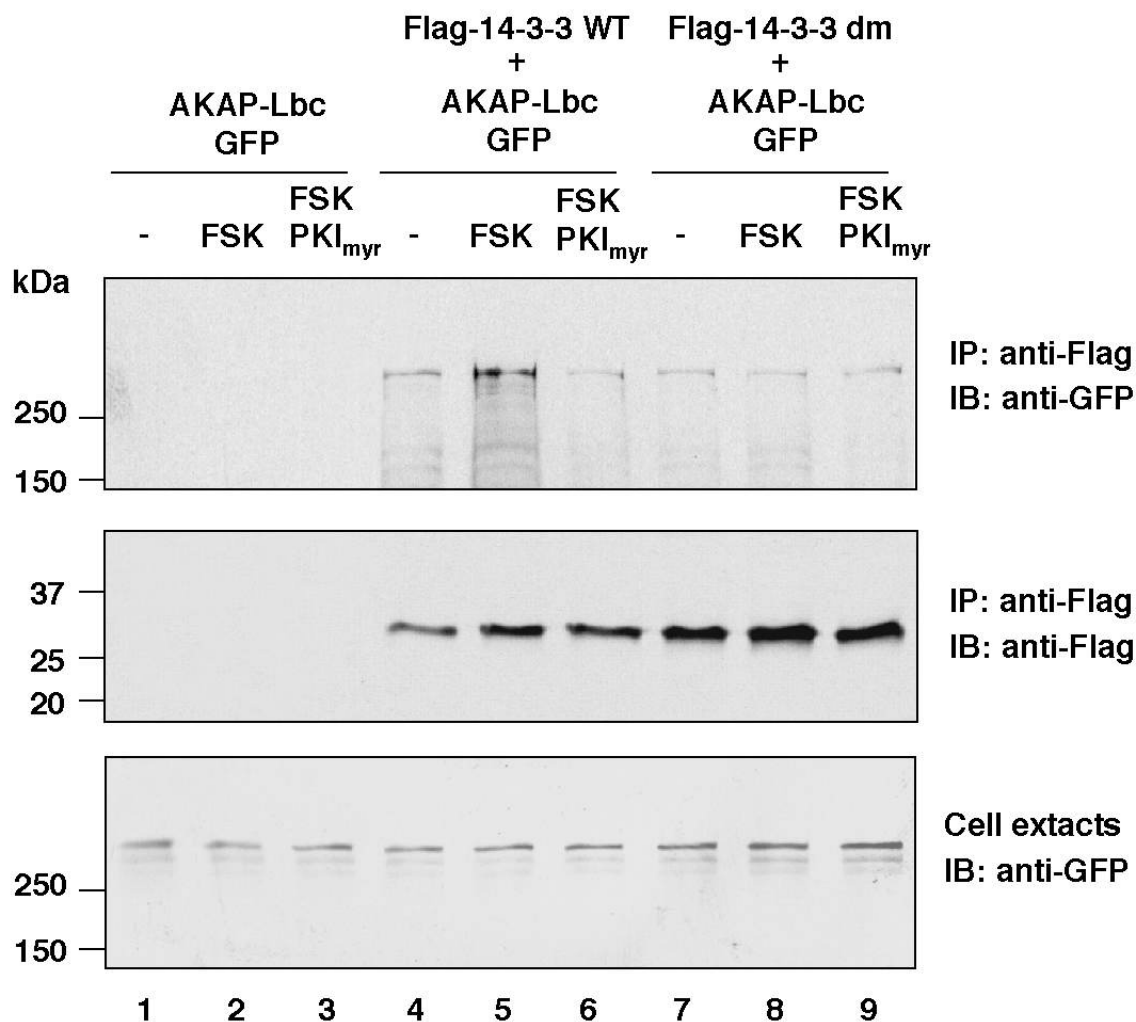 Flag-14-3-3 WT
+
AKAP-Lbc
GFP
Flag-14-3-3 dm
+
AKAP-Lbc
GFP
AKAP-Lbc
GFP
- FSK FSK PKImyr - FSK FSK PKImyr - FSK FSK PKImyr
kDa
250
150
IP: anti-Flag
IB: anti-GFP
37
25
20
IP: anti-Flag
IB: anti-Flag
250
150
Cell extacts
IB: anti-GFP
1 2 3 4 5 6 7 8 9